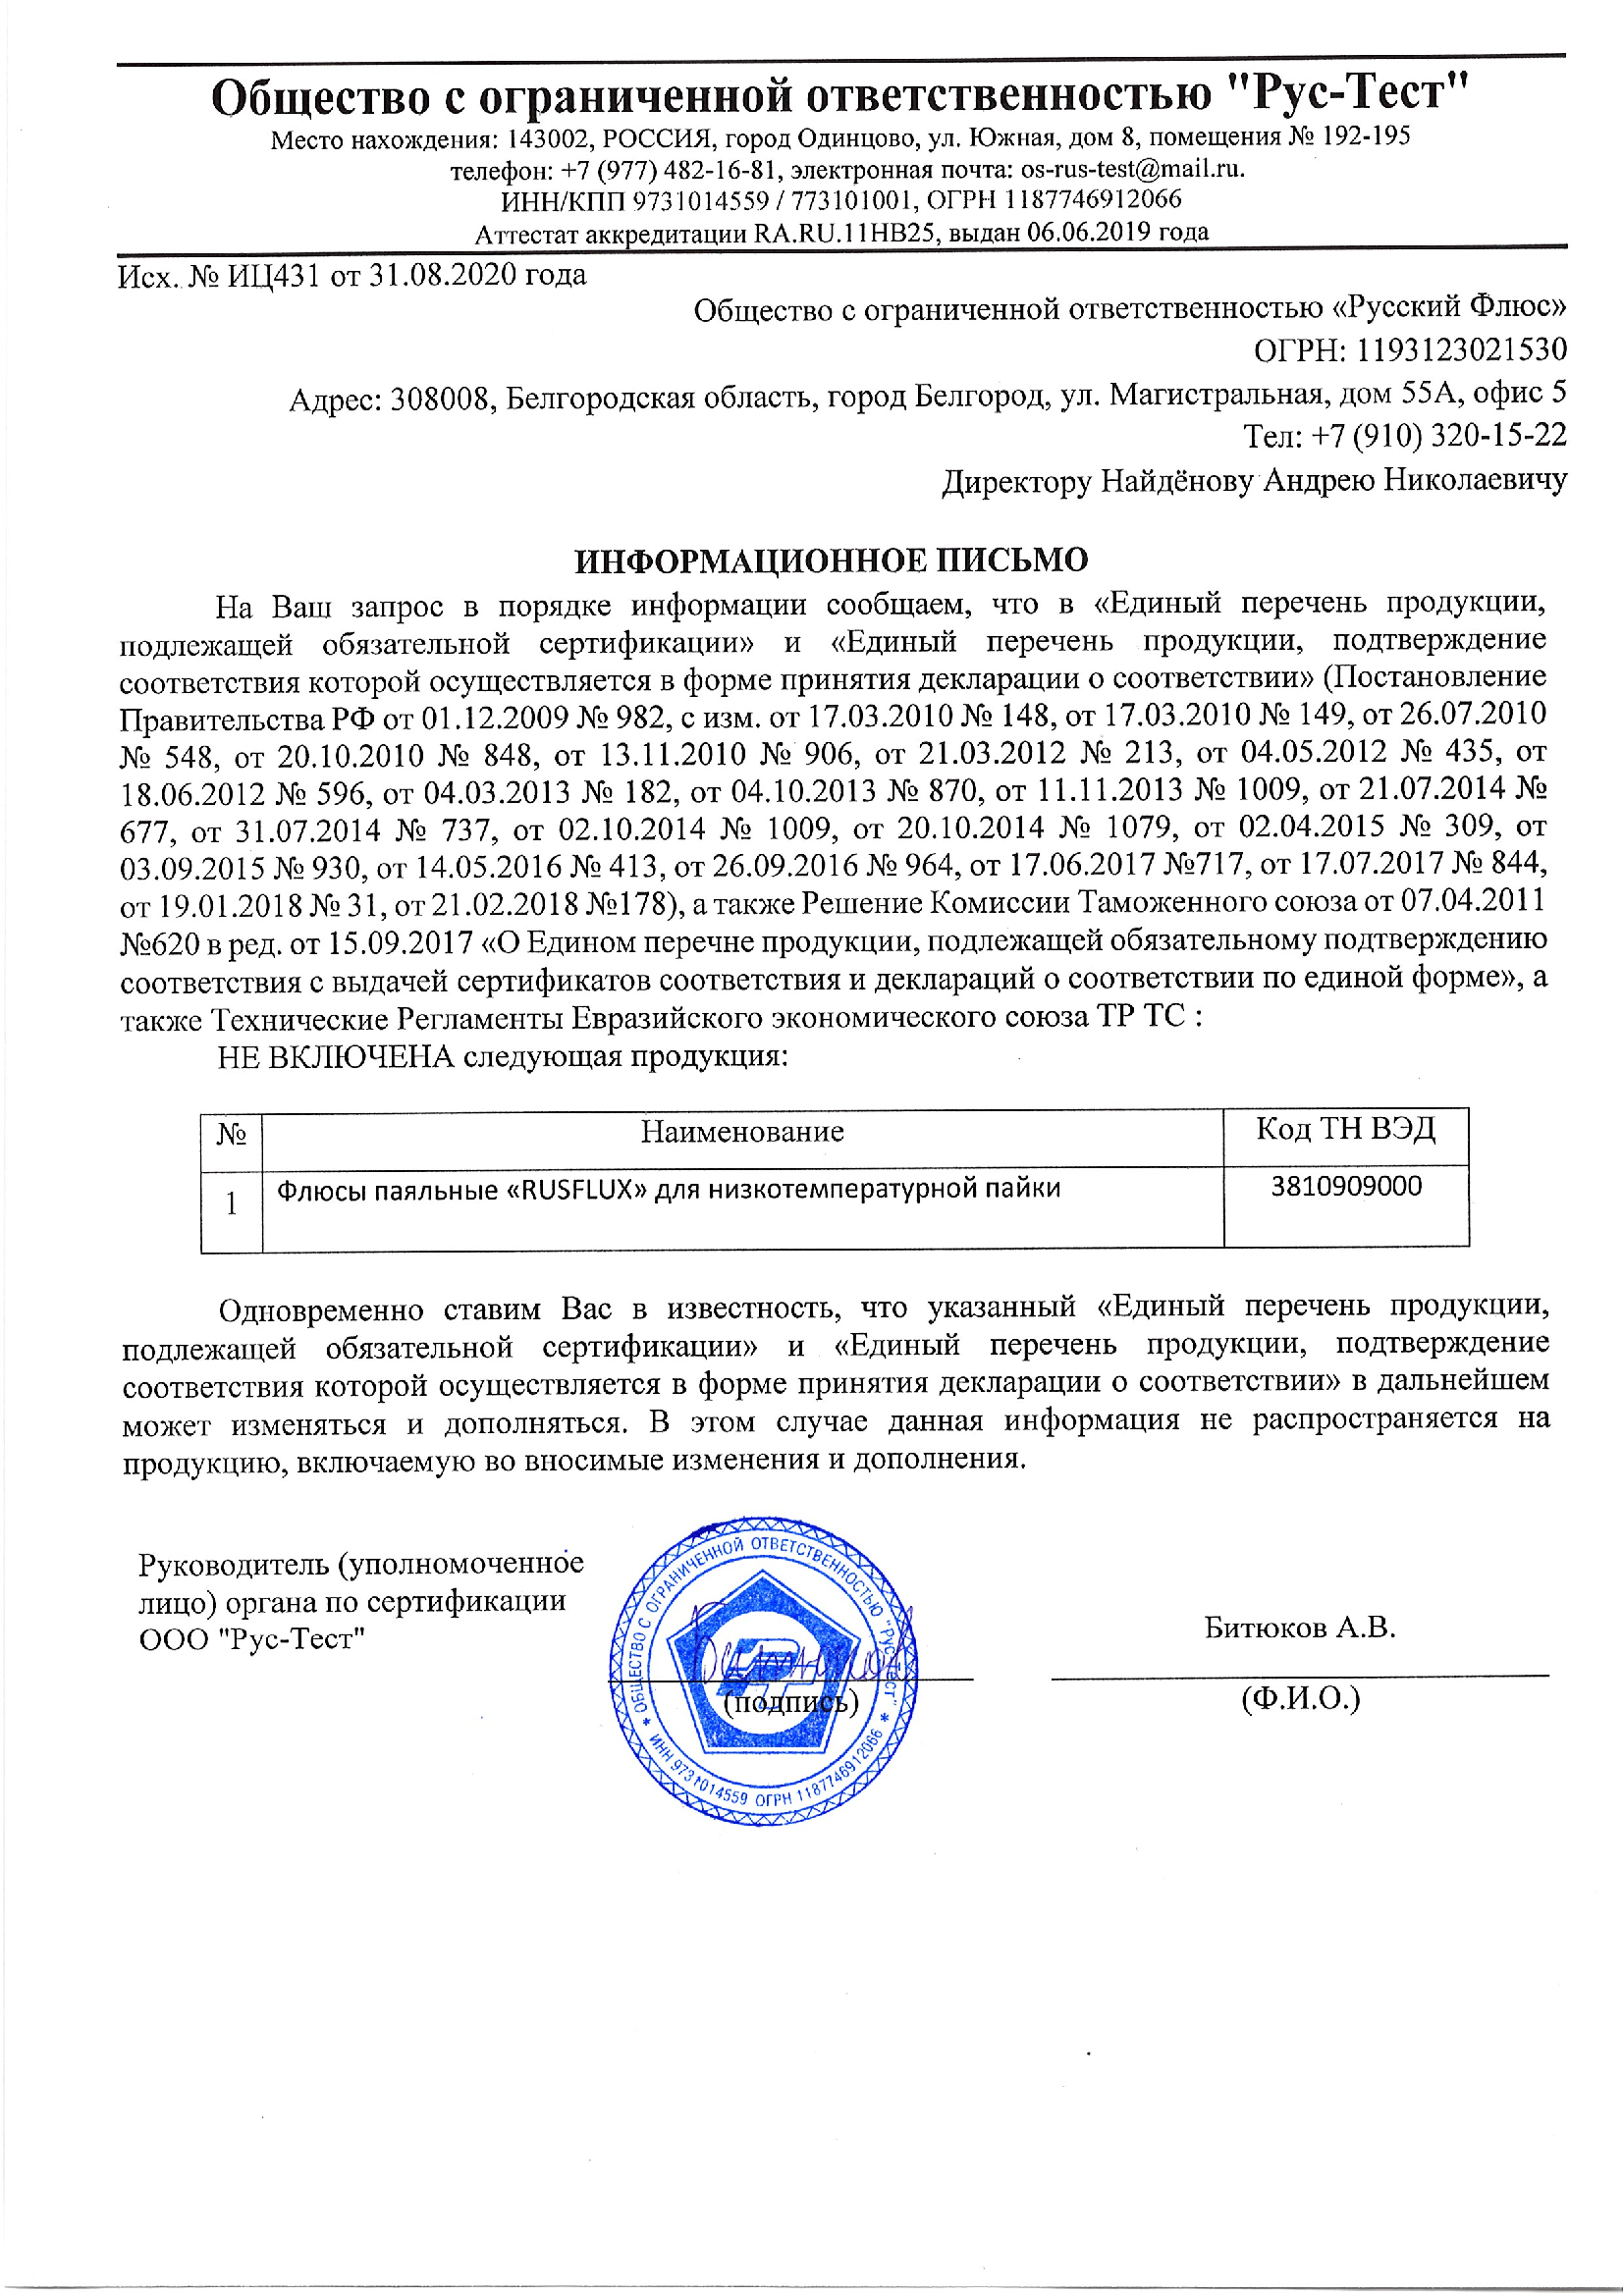 Общество с ограниченной ответственностью "Рус-Тест"
Место нахождения: 143002, РОССИЯ, город Одинцово, ул. Южная, дом 8, помещения № 192-195
телефон: +7 (977) 482-16-81, электронная почта: os-rus-test@mail.ru.
ИНН/КПП 9731014559 / 773101001, ОГРН 1187746912066
Аттестат аккредитации RA.RU.11НВ25, выдан 06.06.2019 года
Исх. № ИЦ431 от 31.08.2020 года
Общество с ограниченной ответственностью «Русский Флюс»
ОГРН: 1193123021530
Адрес: 308008, Белгородская область, город Белгород, ул. Магистральная, дом 55А, офис 5
Тел: +7 (910) 320-15-22
Директору Найдёнову Андрею Николаевичу
ИНФОРМАЦИОННОЕ ПИСЬМО
На Ваш запрос в порядке информации сообщаем, что в «Единый перечень продукции,
подлежащей обязательной сертификации» и «Единый перечень продукции, подтверждение
соответствия которой осуществляется в форме принятия декларации о соответствии» (Постановление
Правительства РФ от 01.12.2009 № 982, с изм. от 17.03.2010 № 148, от 17.03.2010 № 149, от 26.07.2010
№ 548, от 20.10.2010 № 848, от 13.11.2010 № 906, от 21.03.2012 № 213, от 04.05.2012 № 435, от
18.06.2012 № 596, от 04.03.2013 № 182, от 04.10.2013 № 870, от 11.11.2013 № 1009, от 21.07.2014 №
677, от 31.07.2014 № 737, от 02.10.2014 № 1009, от 20.10.2014 № 1079, от 02.04.2015 № 309, от
03.09.2015 № 930, от 14.05.2016 № 413, от 26.09.2016 № 964, от 17.06.2017 №717, от 17.07.2017 № 844,
от 19.01.2018 № 31, от 21.02.2018 №178), а также Решение Комиссии Таможенного союза от 07.04.2011
№620 в ред. от 15.09.2017 «О Едином перечне продукции, подлежащей обязательному подтверждению
соответствия с выдачей сертификатов соответствия и деклараций о соответствии по единой форме», а
также Технические Регламенты Евразийского экономического союза ТР ТС :
НЕ ВКЛЮЧЕНА следующая продукция:
№ Наименование Код ТН ВЭД
1 Флюсы паяльные «RUSFLUX» для низкотемпературной пайки 3810909000
Одновременно ставим Вас в известность, что указанный «Единый перечень продукции,
подлежащей обязательной сертификации» и «Единый перечень продукции, подтверждение
соответствия которой осуществляется в форме принятия декларации о соответствии» в дальнейшем
может изменяться и дополняться. В этом случае данная информация не распространяется на
продукцию, включаемую во вносимые изменения и дополнения.
Руководитель (уполномоченное
лицо) органа по сертификации
ООО "Рус-Тест"
ОБЩЕСТВО С ОГРАНИЧЕННОЙ ОТВЕТСТВЕННОСТЬЮ "Рус-Тест"
* ИНН 9731014559 ОГРН 1187746912066 *
(подпись)
Битюков А.В.
(Ф.И.О.)